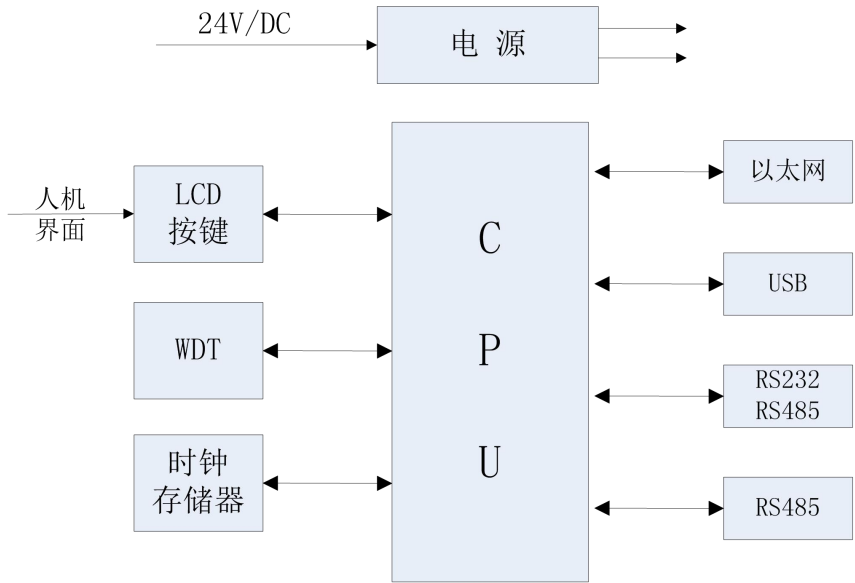 24V/DC
电 源
人机
界面
LCD
按键
WDT
时钟
存储器
C
P
U
以太网
USB
RS232
RS485
RS485